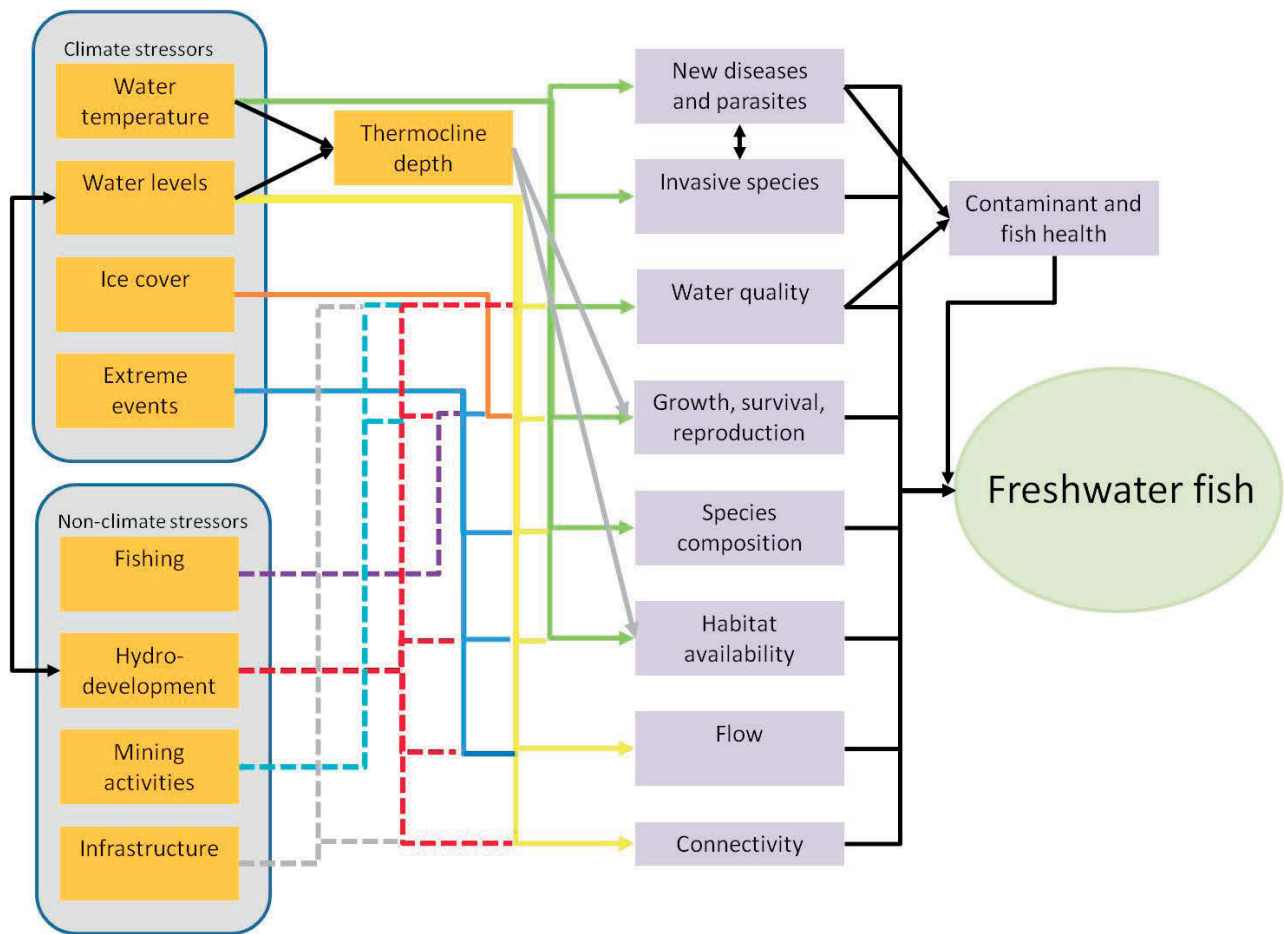 Climate stressors
Water
temperature
Water levels
Ice cover
Extreme
events
Non-climate stressors
Fishing
Hydro-
development
Mining
activities
Infrastructure
Thermocline
depth
New diseases
and parasites
Invasive species
Water quality
Growth, survival,
reproduction
Species
composition
Habitat
availability
Flow
Connectivity
Contaminant and
fish health
Freshwater fish